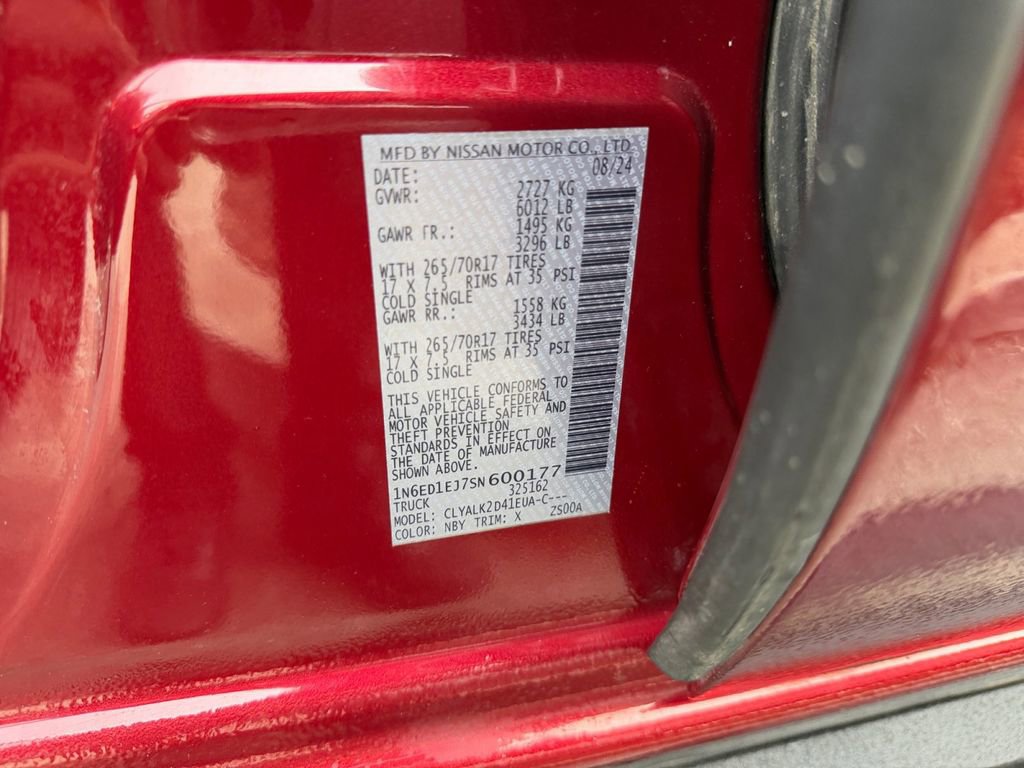 MFD BY NISSAN MOTOR CO., LTD
DATE: 08/24
GVWR: 2727 KG
6012 LB
GAWR FR.: 1495 KG
3296 LB
WITH 265/70R17 TIRES
17 X 7.5 RIMS AT 35 PSI
COLD SINGLE
GAWR RR.: 1558 KG
3434 LB
WITH 265/70R17 TIRES
17 X 7.5 RIMS AT 35 PSI
COLD SINGLE
THIS VEHICLE CONFORMS TO
ALL APPLICABLE FEDERAL
MOTOR VEHICLE SAFETY AND
THEFT PREVENTION
STANDARDS IN EFFECT ON
THE DATE OF MANUFACTURE
SHOWN ABOVE.
1N6ED1EJ7SN600177
TRUCK 325162
MODEL: CLYALK2D41EUA-C---
COLOR: NBY TRIM: X ZS00A